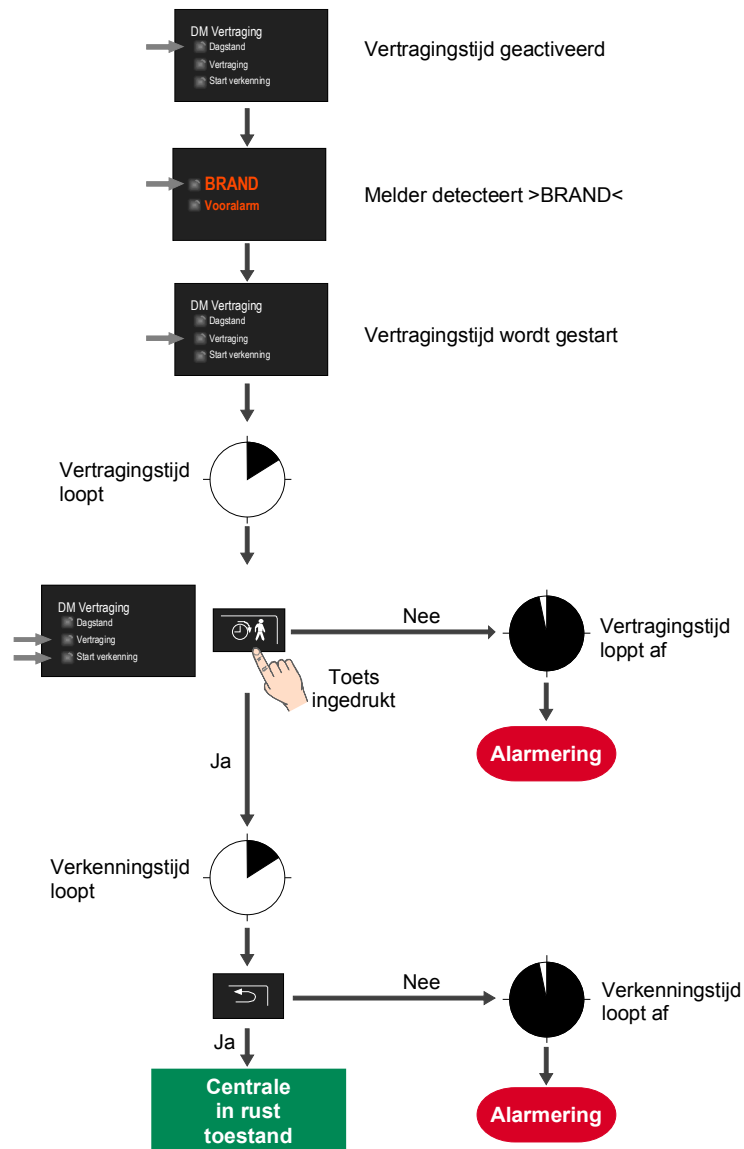 DM Vertraging
Dagstand
Vertraging
Start verkenning
Vertragingstijd geactiveerd
BRAND
Vooralarm
Melder detecteert >BRAND<
DM Vertraging
Dagstand
Vertraging
Start verkenning
Vertragingstijd wordt gestart
Vertragingstijd
loopt
DM Vertraging
Dagstand
Vertraging
Start verkenning
Toets
ingedrukt
Nee
Vertragingstijd
loppt af
Alarmering
Ja
Verkenningstijd
loopt
Nee
Verkenningstijd
loopt af
Ja
Centrale
in rust
toestand
Alarmering